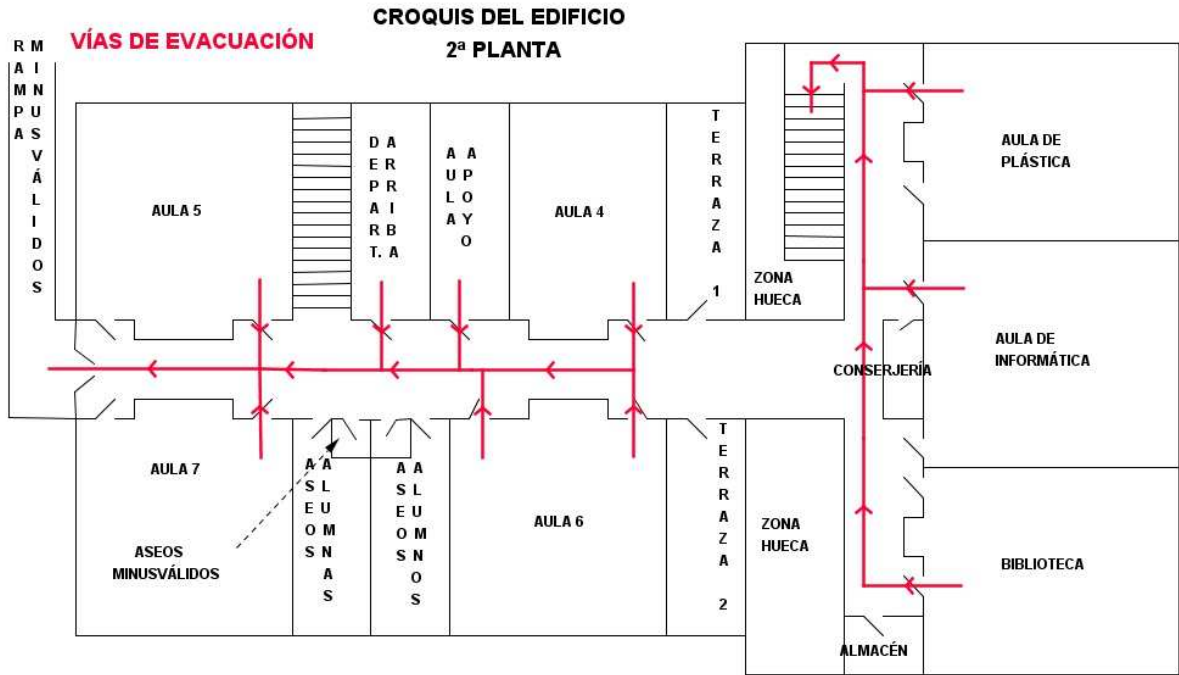 CROQUIS DEL EDIFICIO
2ª PLANTA
VÍAS DE EVACUACIÓN
RAMPA
MINUSVÁLIDOS
AULA 5
DEPART.
ARRIBA
AULA
APOYO
AULA 4
TERRAZA 1
ZONA
HUECA
AULA DE
PLÁSTICA
AULA DE
INFORMÁTICA
CONSERJERÍA
AULA 7
ASEOS
MINUSVÁLIDOS
ASEOS
ALUMNAS
ASEOS
ALUMNOS
AULA 6
TERRAZA 2
ZONA
HUECA
BIBLIOTECA
ALMACÉN